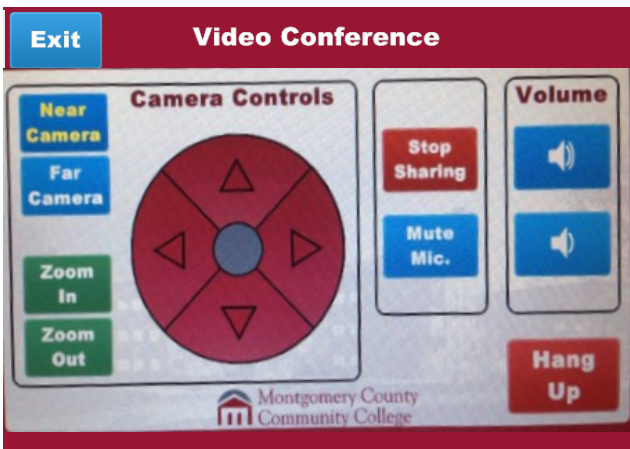 Exit
Video Conference
Near
Camera
Far
Camera
Zoom
In
Zoom
Out
Camera Controls
Stop
Sharing
Mute
Mic.
Volume
Hang
Up
Montgomery County
Community College